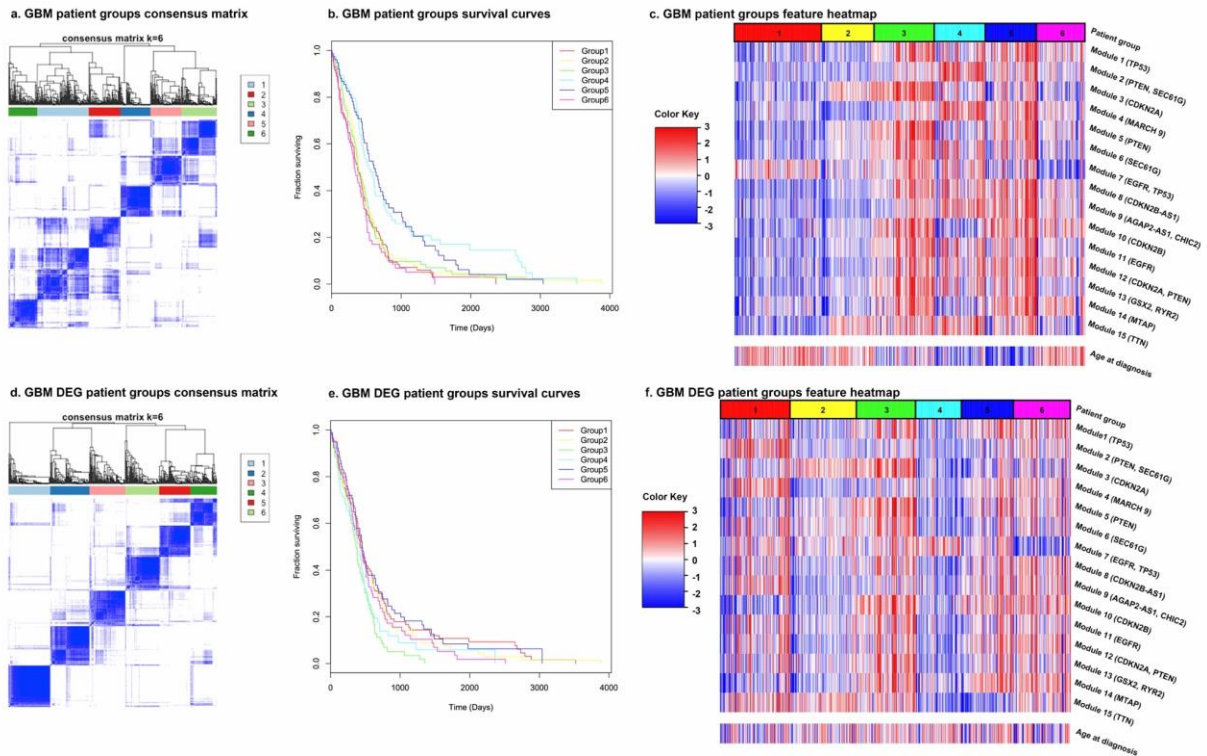 a. GBM patient groups consensus matrix
consensus matrix k=6
1
2
3
4
5
6
b. GBM patient groups survival curves
Fraction surviving
1.0
0.8
0.6
0.4
0.2
0.0
0
1000
2000
3000
4000
Time (Days)
Group1
Group2
Group3
Group4
Group5
Group6
c. GBM patient groups feature heatmap
Color Key
3
2
1
0
-1
-2
-3
1
2
3
4
5
6
Patient group
Module 1 (TP53)
Module 2 (PTEN, SEC61G)
Module 3 (CDKN2A)
Module 4 (MARCH 9)
Module 5 (PTEN)
Module 6 (SEC61G)
Module 7 (EGFR, TP53)
Module 8 (CDKN2B-AS1)
Module 9 (AGAP2-AS1, CHIC2)
Module 10 (CDKN2B)
Module 11 (EGFR)
Module 12 (CDKN2A, PTEN)
Module 13 (GSX2, RYR2)
Module 14 (MTAP)
Module 15 (TTN)
Age at diagnosis
d. GBM DEG patient groups consensus matrix
consensus matrix k=6
1
2
3
4
5
6
e. GBM DEG patient groups survival curves
Fraction surviving
1.0
0.8
0.6
0.4
0.2
0.0
0
1000
2000
3000
4000
Time (Days)
Group1
Group2
Group3
Group4
Group5
Group6
f. GBM DEG patient groups feature heatmap
Color Key
3
2
1
0
-1
-2
-3
1
2
3
4
5
6
Patient group
Module1 (TP53)
Module 2 (PTEN, SEC61G)
Module 3 (CDKN2A)
Module 4 (MARCH 9)
Module 5 (PTEN)
Module 6 (SEC61G)
Module 7 (EGFR, TP53)
Module 8 (CDKN2B-AS1)
Module 9 (AGAP2-AS1, CHIC2)
Module 10 (CDKN2B)
Module 11 (EGFR)
Module 12 (CDKN2A, PTEN)
Module 13 (GSX2, RYR2)
Module 14 (MTAP)
Module 15 (TTN)
Age at diagnosis